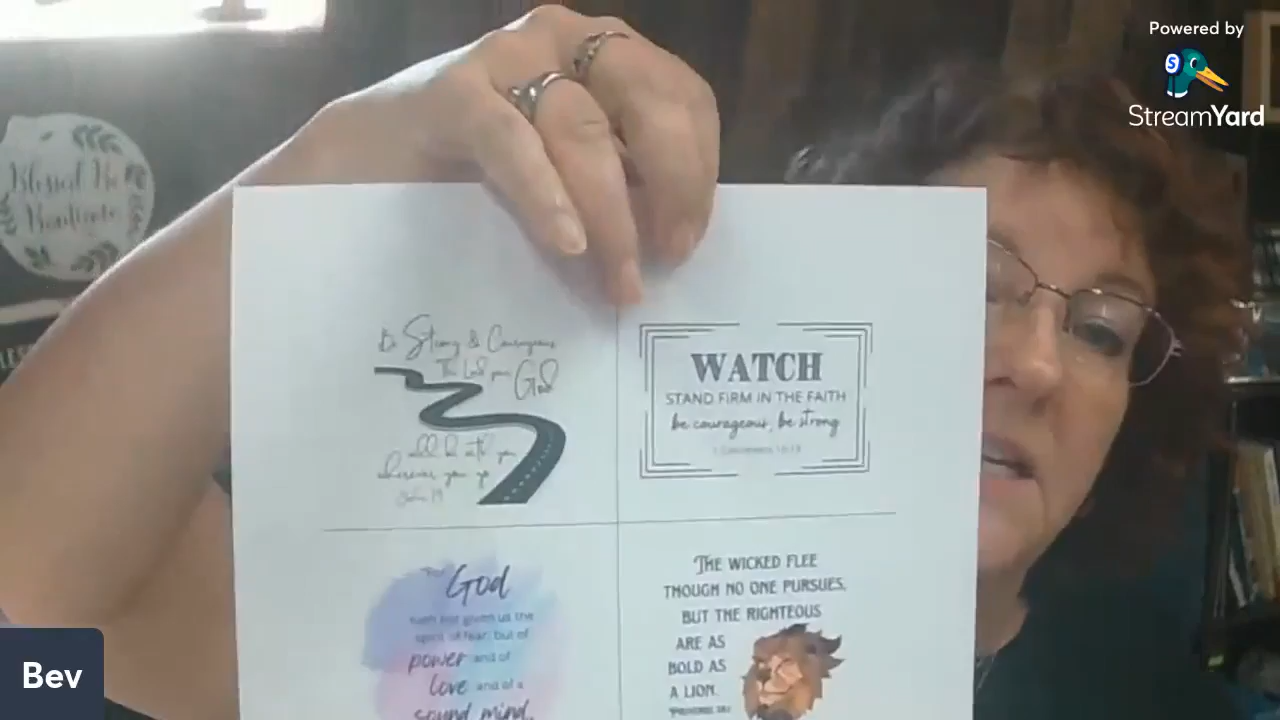 Powered by
StreamYard
Blessed Be
Be Strong & Courageous
The Lord your God
will be with you
wherever you go
WATCH
STAND FIRM IN THE FAITH
be courageous, be strong
God
hath not given us the
spirit of fear; but of
power and of
love and of a
sound mind.
THE WICKED FLEE
THOUGH NO ONE PURSUES,
BUT THE RIGHTEOUS
ARE AS
BOLD AS
A LION.
Bev